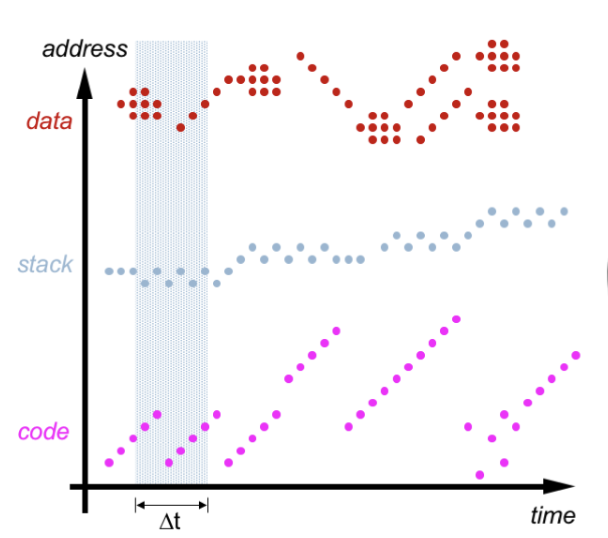 address
data
stack
code
Δt
time